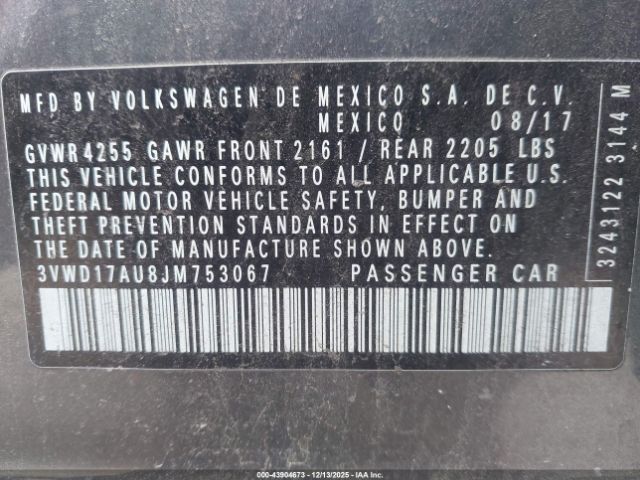 MFD BY VOLKSWAGEN DE MEXICO S.A. DE C.V.
MEXICO 08/17
GVWR4255 GAWR FRONT 2161 / REAR 2205 LBS
THIS VEHICLE CONFORMS TO ALL APPLICABLE U.S.
FEDERAL MOTOR VEHICLE SAFETY, BUMPER AND
THEFT PREVENTION STANDARDS IN EFFECT ON
THE DATE OF MANUFACTURE SHOWN ABOVE.
3VWD17AU8JM753067 PASSENGER CAR
3243122 3144 M
000-43904673 - 12/13/2025 - IAA Inc.